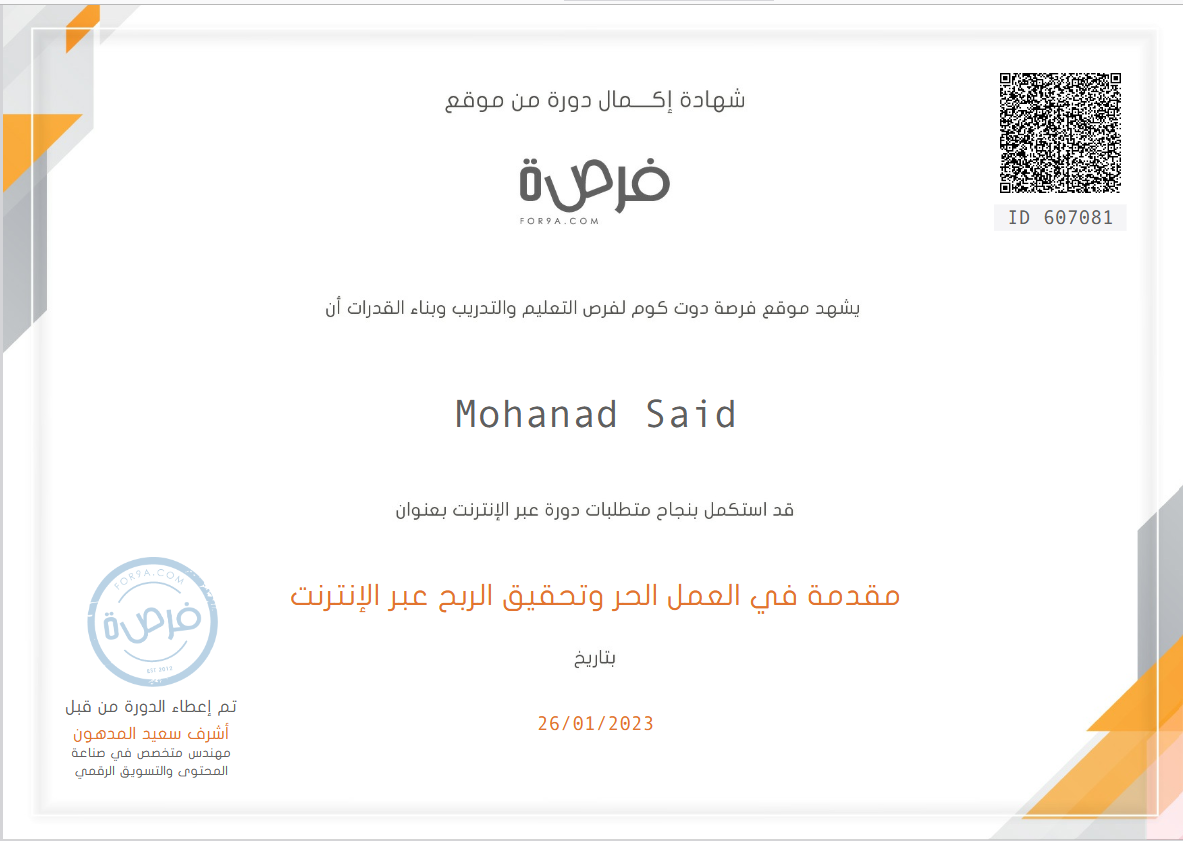 شهادة إكـــمال دورة من موقع
فرصة
FOR9A.COM
ID 607081
يشهد موقع فرصة دوت كوم لفرص التعليم والتدريب وبناء القدرات أن
Mohanad Said
قد استكمل بنجاح متطلبات دورة عبر الإنترنت بعنوان
مقدمة في العمل الحر وتحقيق الربح عبر الإنترنت
بتاريخ
26/01/2023
FOR9A.COM
فرصة
EST 2013
تم إعطاء الدورة من قبل
أشرف سعيد المدهون
مهندس متخصص في صناعة
المحتوى والتسويق الرقمي